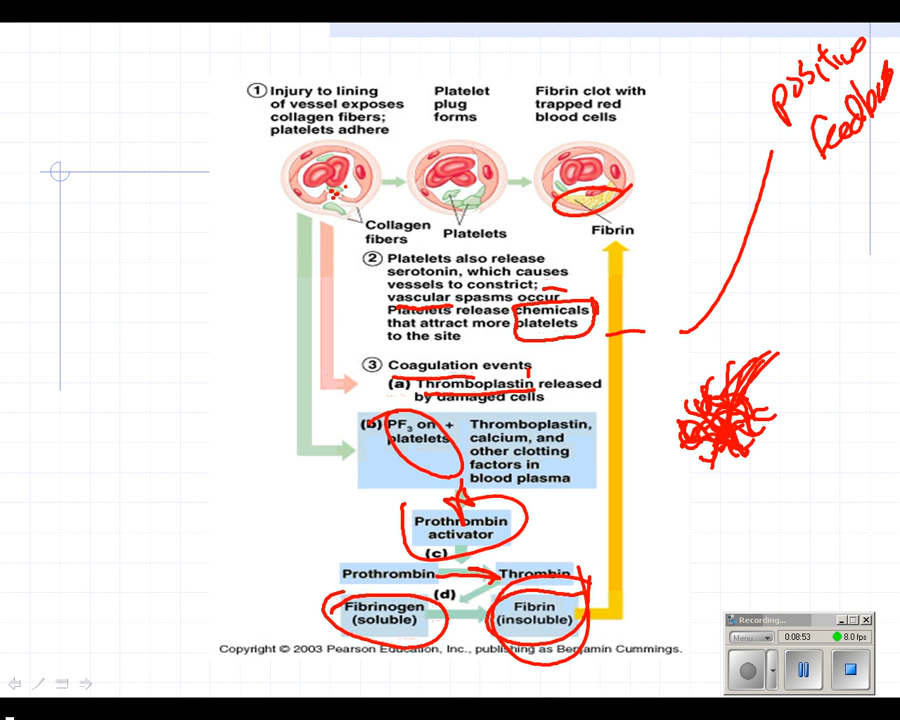 ① Injury to lining
of vessel exposes
collagen fibers;
platelets adhere
Platelet
plug
forms
Fibrin clot with
trapped red
blood cells
positive
Collagen
fibers
Platelets
Fibrin
② Platelets also release
serotonin, which causes
vessels to constrict;
vascular spasms occur
Platelets release chemicals
that attract more platelets
to the site
③ Coagulation events
(a) Thromboplastin released
by damaged cells
(b) PF3 on +
platelets
Thromboplastin,
calcium, and
other clotting
factors in
blood plasma
Prothrombin
activator
(c)
Prothrombin
Thrombin
(d)
Fibrinogen
(soluble)
Fibrin
(insoluble)
Copyright © 2003 Pearson Education, Inc., publishing as Benjamin Cummings.
Recording...
Menu
0:08:53
8.0 fps